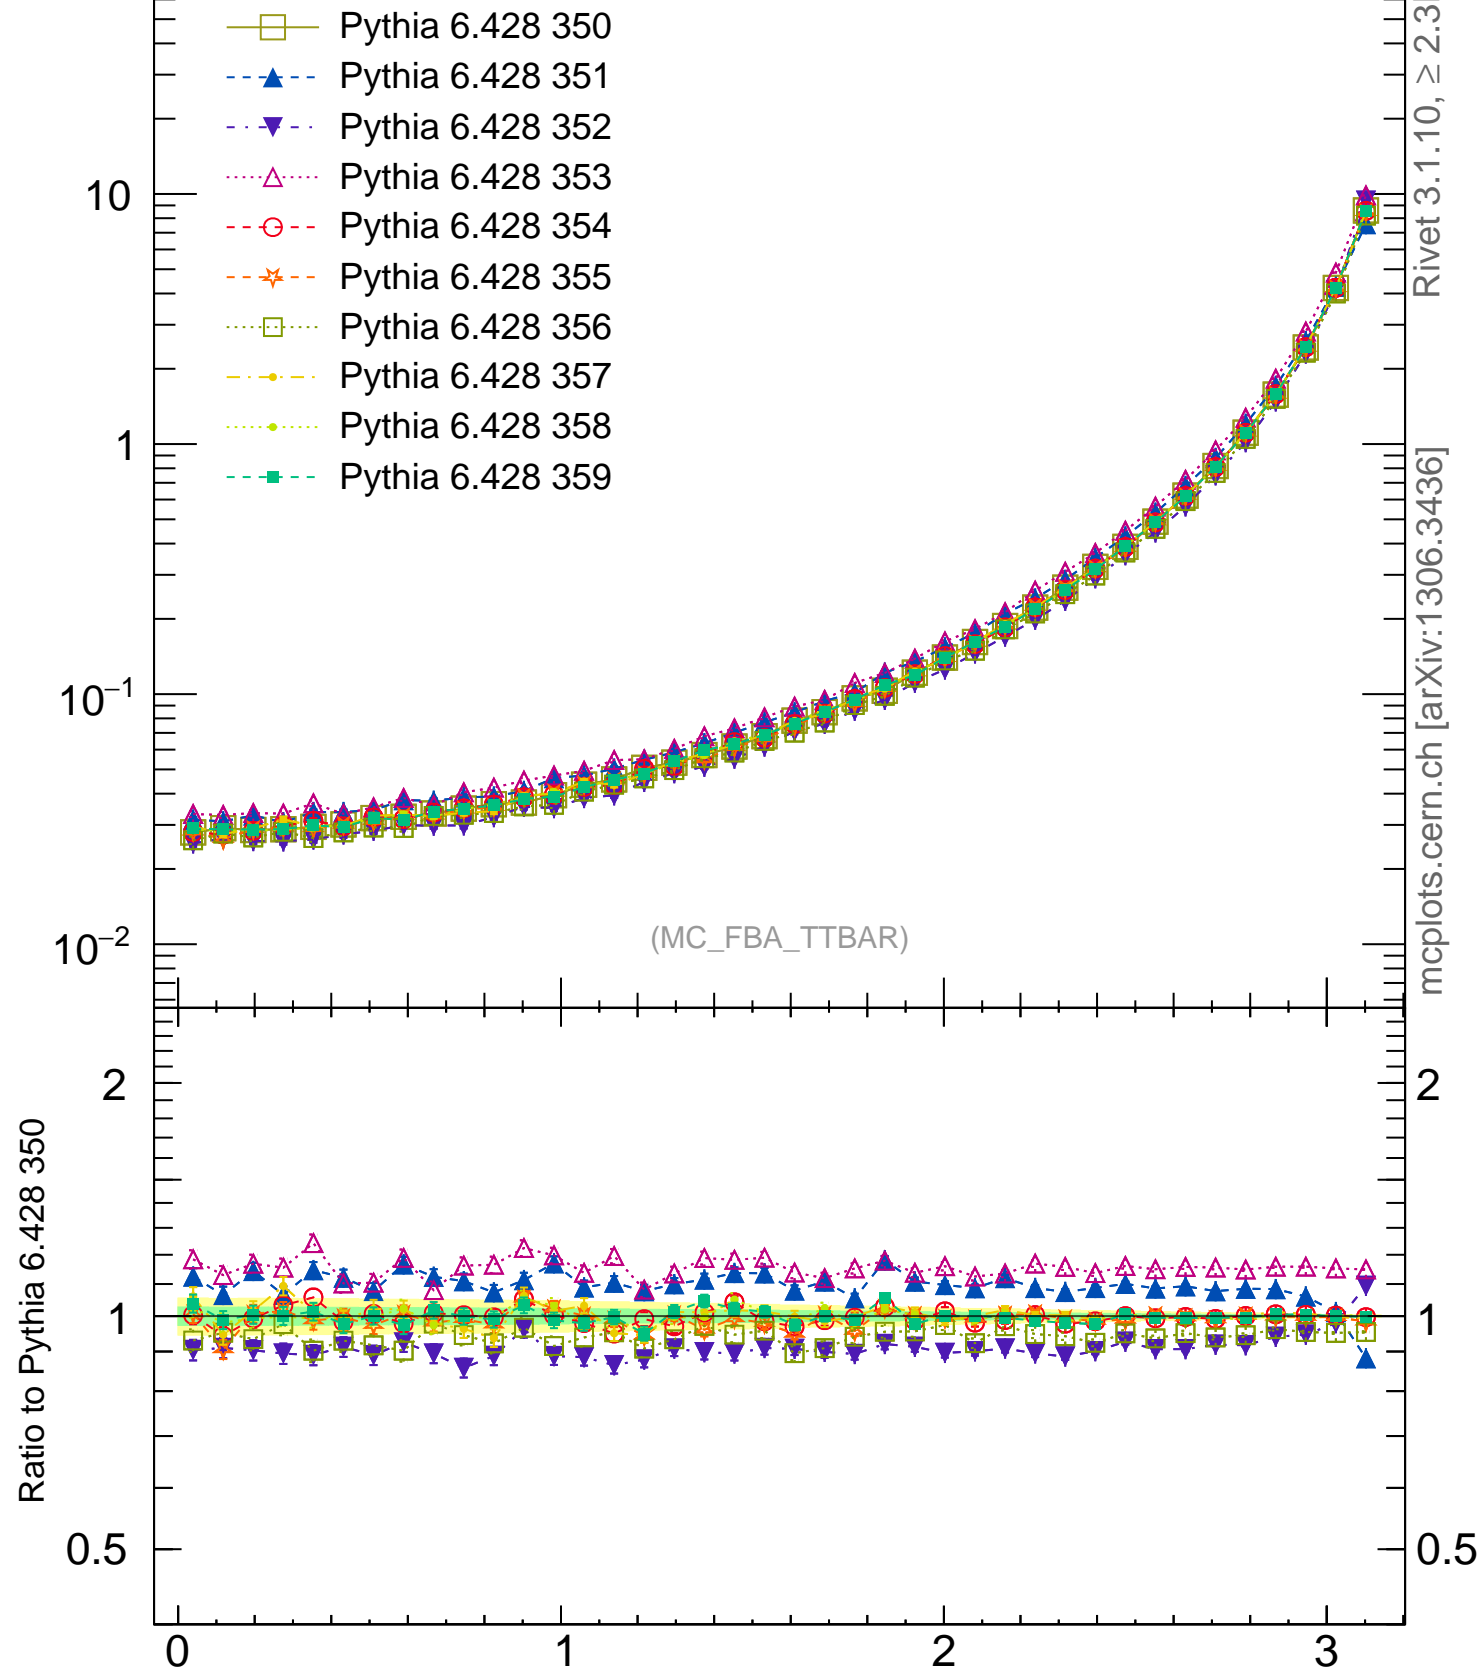 Pythia 6.428 350
Pythia 6.428 351
Pythia 6.428 352
Pythia 6.428 353
Pythia 6.428 354
Pythia 6.428 355
Pythia 6.428 356
Pythia 6.428 357
Pythia 6.428 358
Pythia 6.428 359
10
1
10⁻¹
10⁻²
(MC_FBA_TTBAR)
Rivet 3.1.10, ≥ 2.3
mcplots.cern.ch [arXiv:1306.3436]
Ratio to Pythia 6.428 350
2
1
0.5
2
1
0.5
0 1 2 3